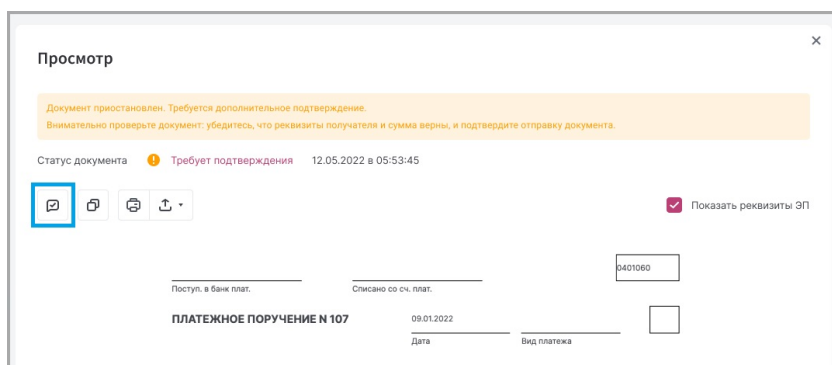 Просмотр
Документ приостановлен. Требуется дополнительное подтверждение.
Внимательно проверьте документ: убедитесь, что реквизиты получателя и сумма верны, и подтвердите отправку документа.
Статус документа ! Требует подтверждения 12.05.2022 в 05:53:45
Показать реквизиты ЭП
0401060
Поступ. в банк плат. Списано со сч. плат.
ПЛАТЕЖНОЕ ПОРУЧЕНИЕ N 107 09.01.2022
Дата Вид платежа